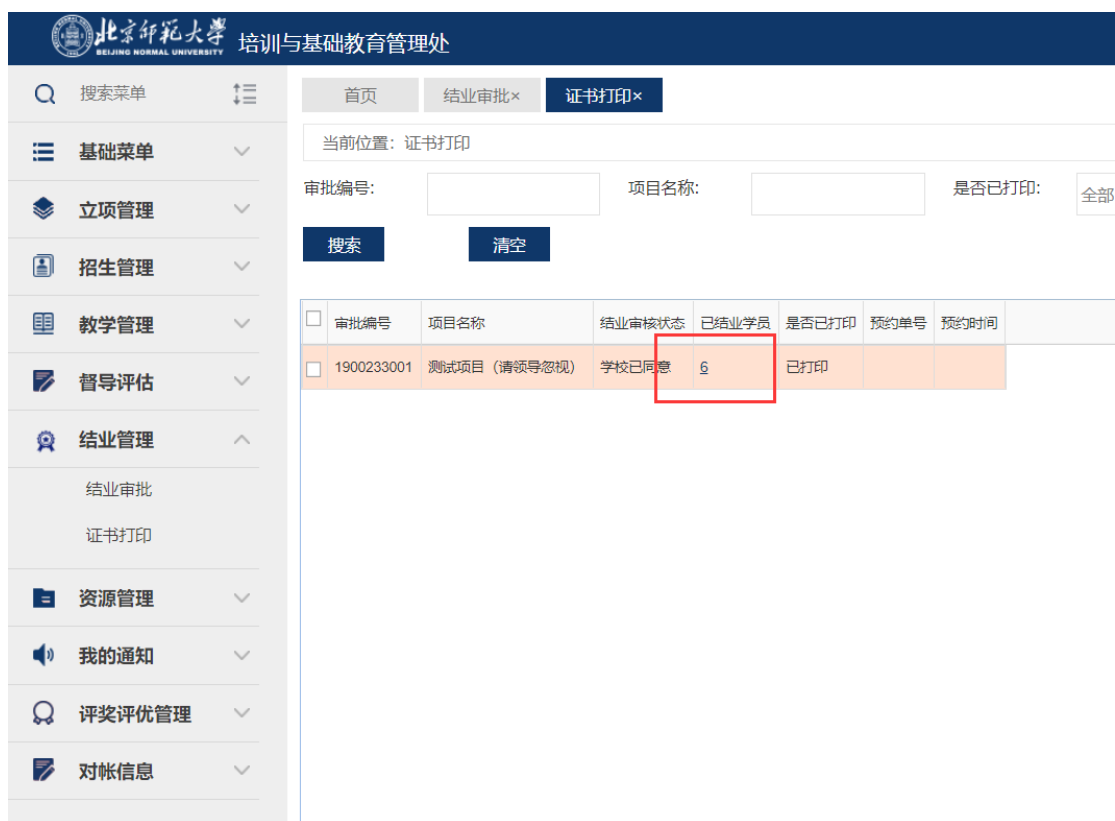 北京师范大学
BEIJING NORMAL UNIVERSITY
培训与基础教育管理处
搜索菜单
基础菜单
立项管理
招生管理
教学管理
督导评估
结业管理
结业审批
证书打印
资源管理
我的通知
评奖评优管理
对帐信息
首页 结业审批× 证书打印×
当前位置：证书打印
审批编号: 项目名称: 是否已打印: 全部
搜索 清空
审批编号 项目名称 结业审核状态 已结业学员 是否已打印 预约单号 预约时间
1900233001 测试项目（请领导忽视） 学校已同意 6 已打印